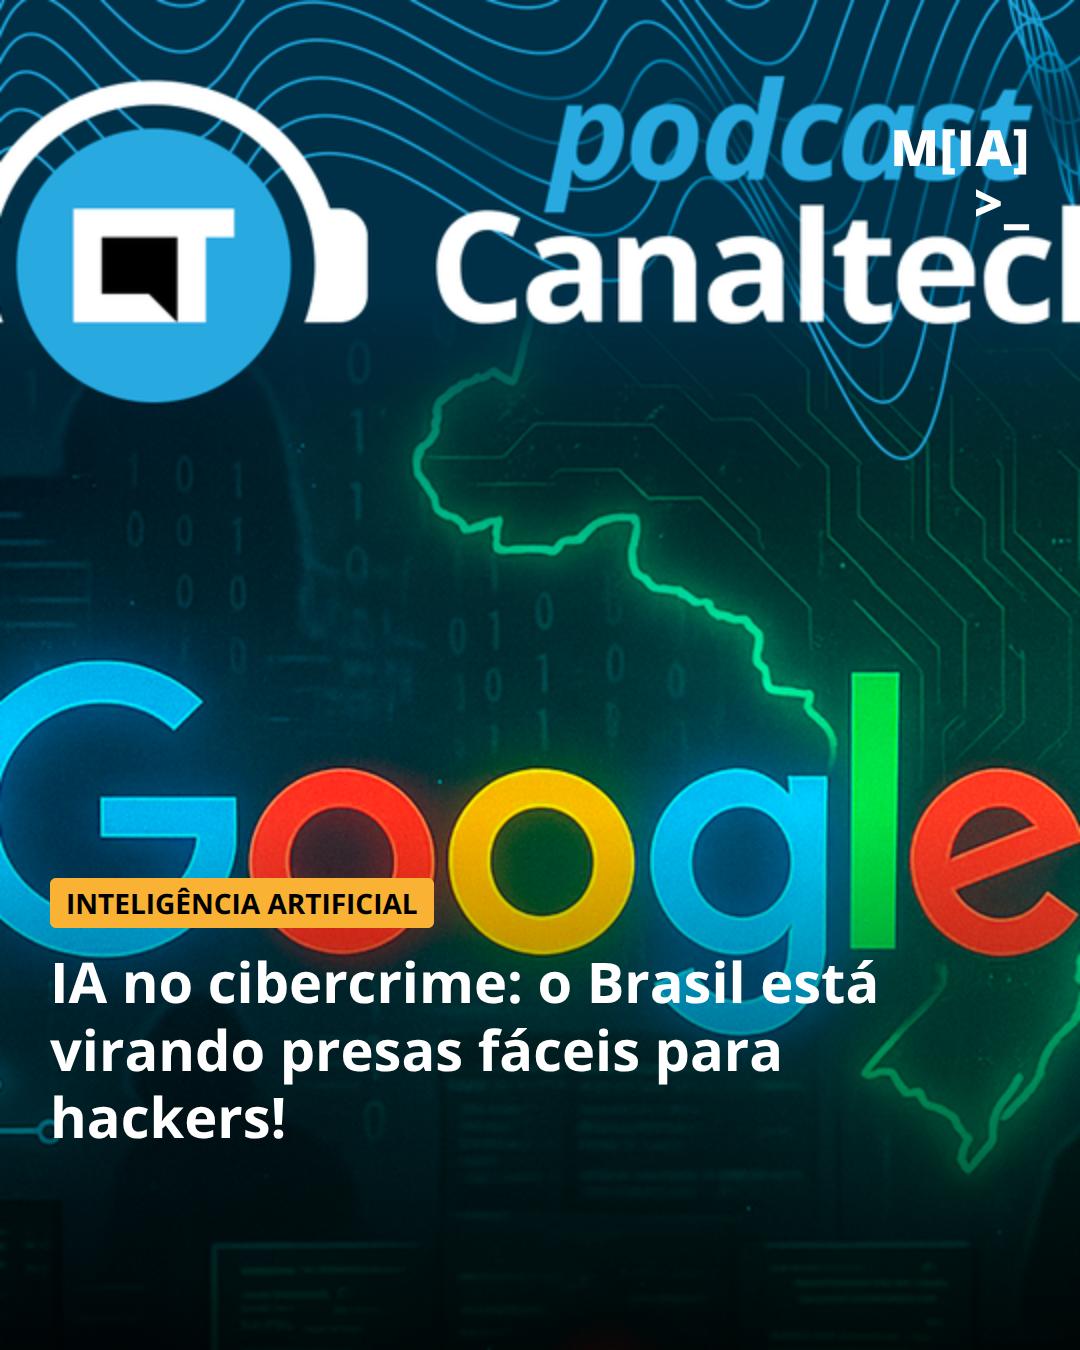 podcast
M[IA]
>_
Canaltech
Google
INTELIGÊNCIA ARTIFICIAL
IA no cibercrime: o Brasil está
virando presas fáceis para
hackers!